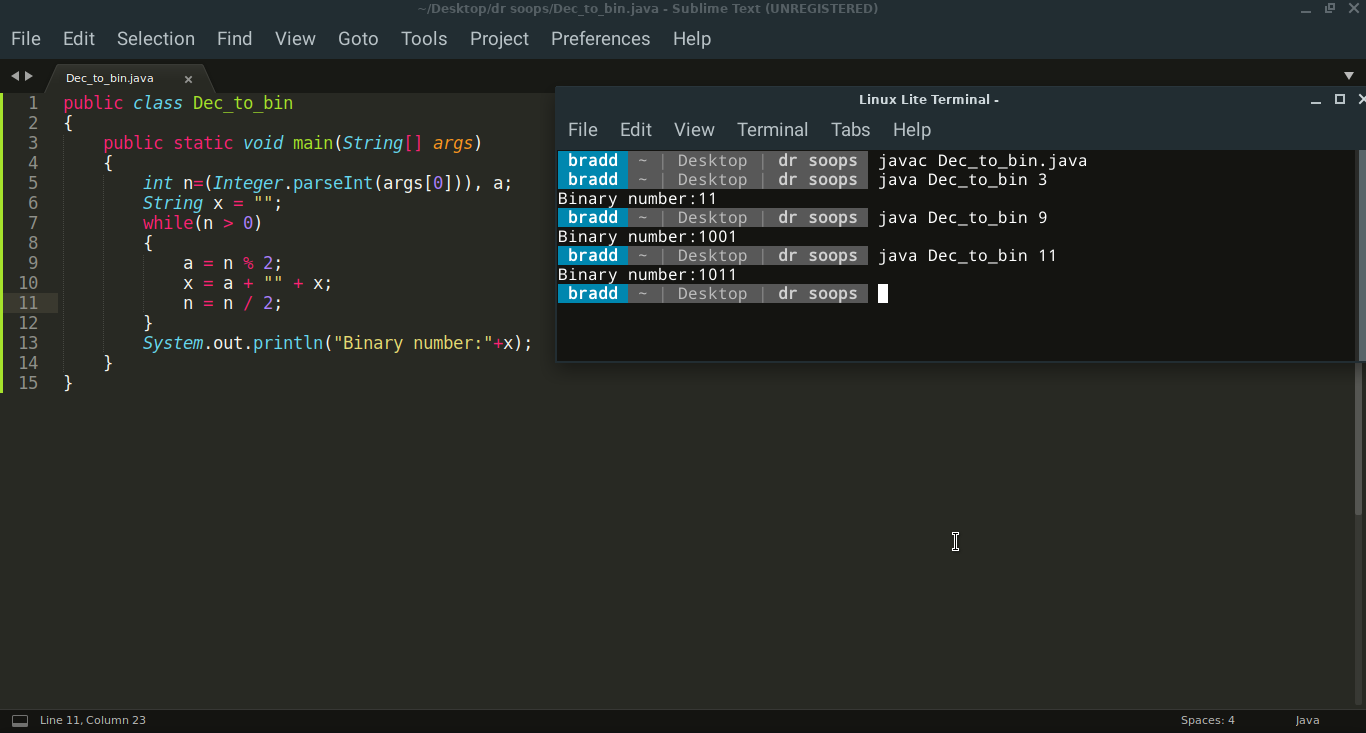 ~/Desktop/dr soops/Dec_to_bin.java - Sublime Text (UNREGISTERED)
File Edit Selection Find View Goto Tools Project Preferences Help
Dec_to_bin.java ×
1 public class Dec_to_bin
2 {
3     public static void main(String[] args)
4     {
5         int n=(Integer.parseInt(args[0])), a;
6         String x = "";
7         while(n > 0)
8         {
9             a = n % 2;
10             x = a + "" + x;
11             n = n / 2;
12         }
13         System.out.println("Binary number:"+x);
14     }
15 }
Linux Lite Terminal -
File Edit View Terminal Tabs Help
bradd ~ | Desktop | dr soops javac Dec_to_bin.java
bradd ~ | Desktop | dr soops java Dec_to_bin 3
Binary number:11
bradd ~ | Desktop | dr soops java Dec_to_bin 9
Binary number:1001
bradd ~ | Desktop | dr soops java Dec_to_bin 11
Binary number:1011
bradd ~ | Desktop | dr soops
Line 11, Column 23 Spaces: 4 Java